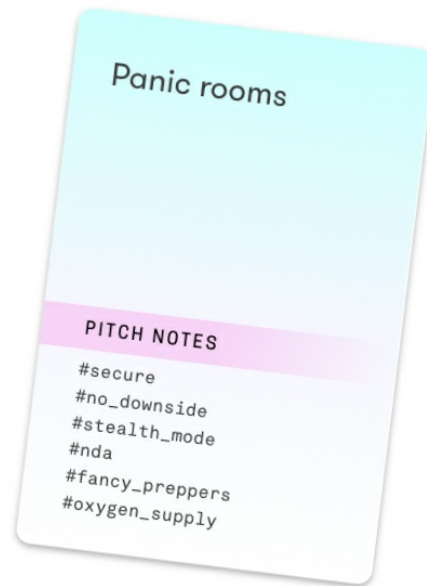 Panic rooms
PITCH NOTES
#secure
#no_downside
#stealth_mode
#nda
#fancy_preppers
#oxygen_supply